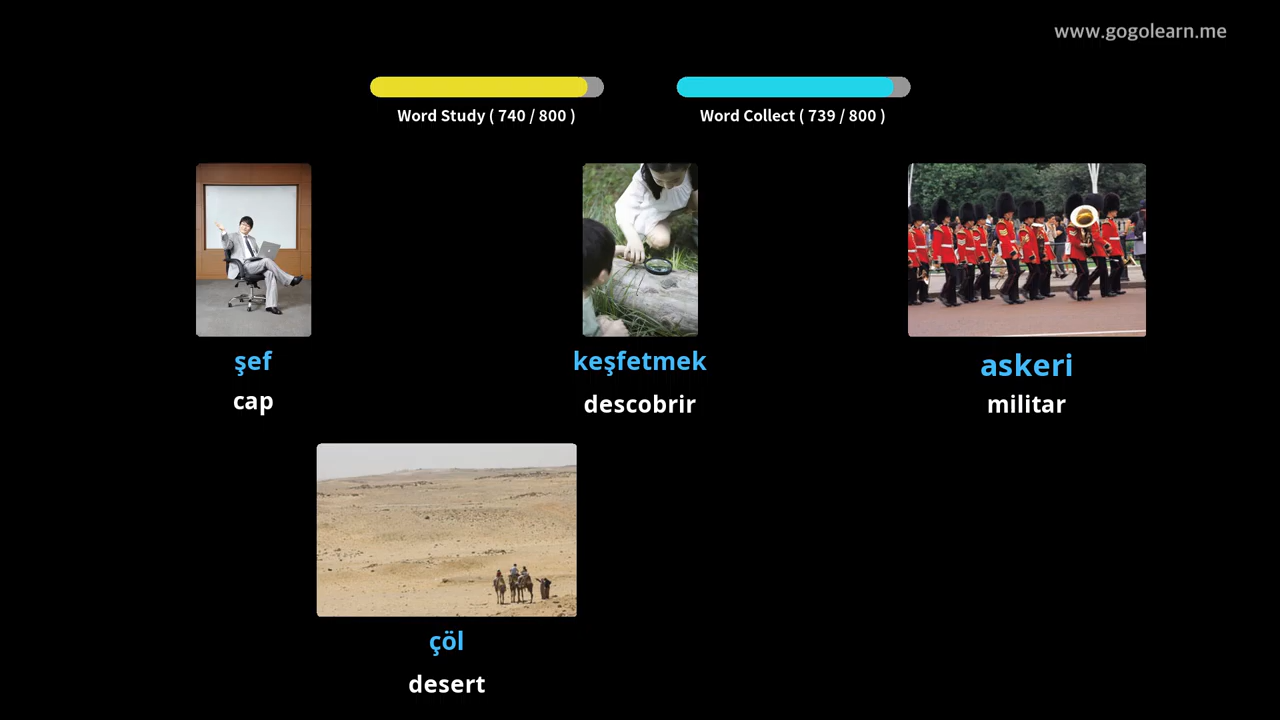 www.gogolearn.me
Word Study ( 740 / 800 )
Word Collect ( 739 / 800 )
şef
cap
keşfetmek
descobrir
askeri
militar
çöl
desert